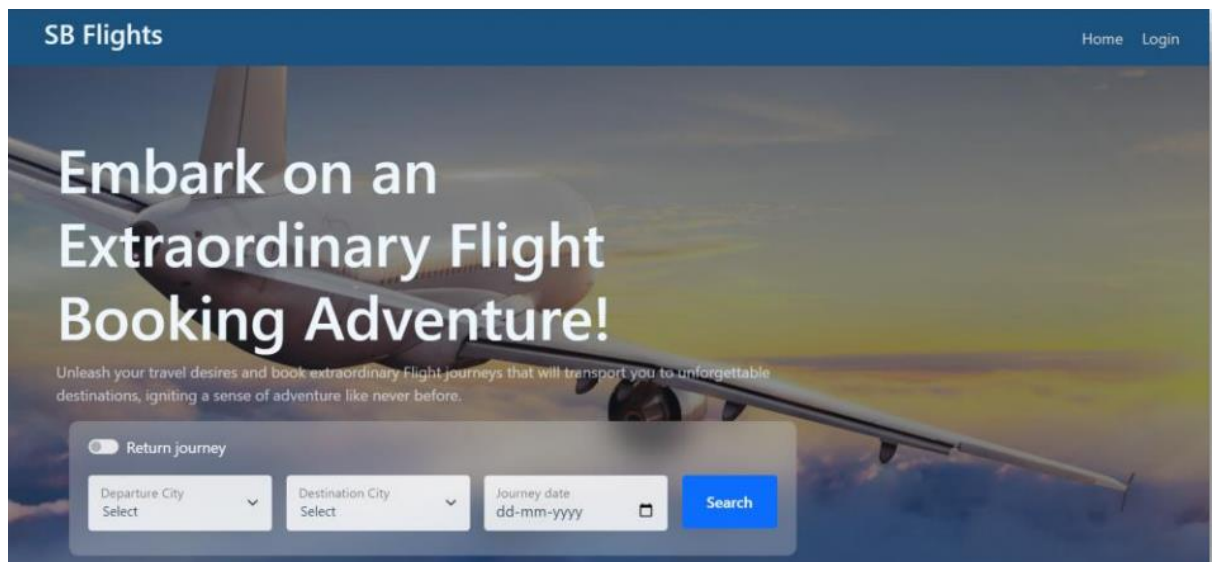 SB Flights
Home Login
Embark on an
Extraordinary Flight
Booking Adventure!
Unleash your travel desires and book extraordinary Flight journeys that will transport you to unforgettable
destinations, igniting a sense of adventure like never before.
Return journey
Departure City
Select
Destination City
Select
Journey date
dd-mm-yyyy
Search